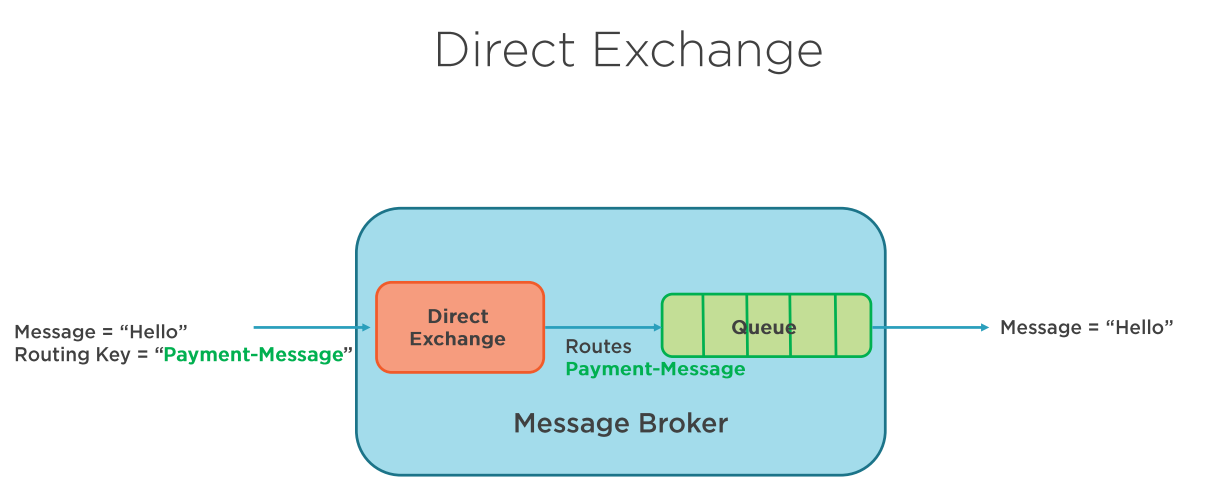 Direct Exchange
Message = “Hello”
Routing Key = “Payment-Message”
Direct
Exchange
Routes
Payment-Message
Queue
Message = “Hello”
Message Broker